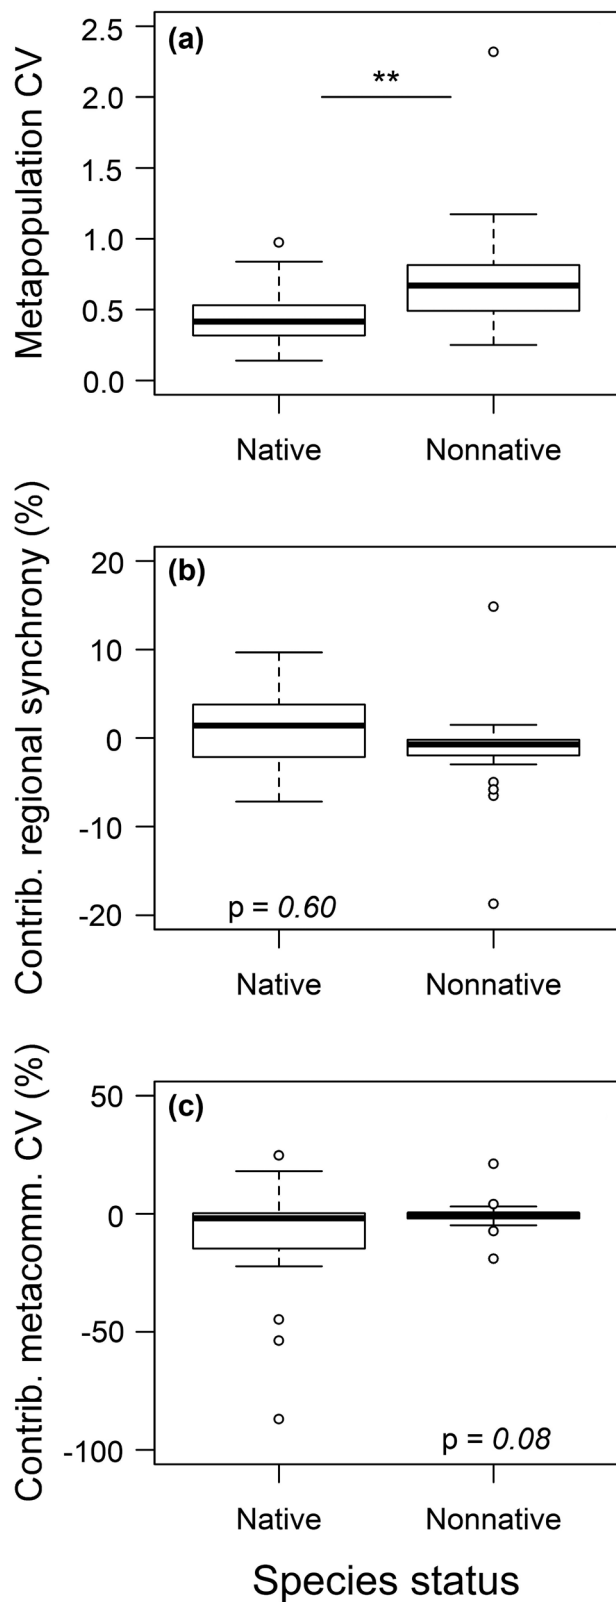 (a)
Metapopulation CV
2.5
2.0
1.5
1.0
0.5
0.0
**
Native Nonnative
(b)
Contrib. regional synchrony (%)
20
10
0
-10
-20
p = 0.60
Native Nonnative
(c)
Contrib. metacomm. CV (%)
50
0
-50
-100
p = 0.08
Native Nonnative
Species status